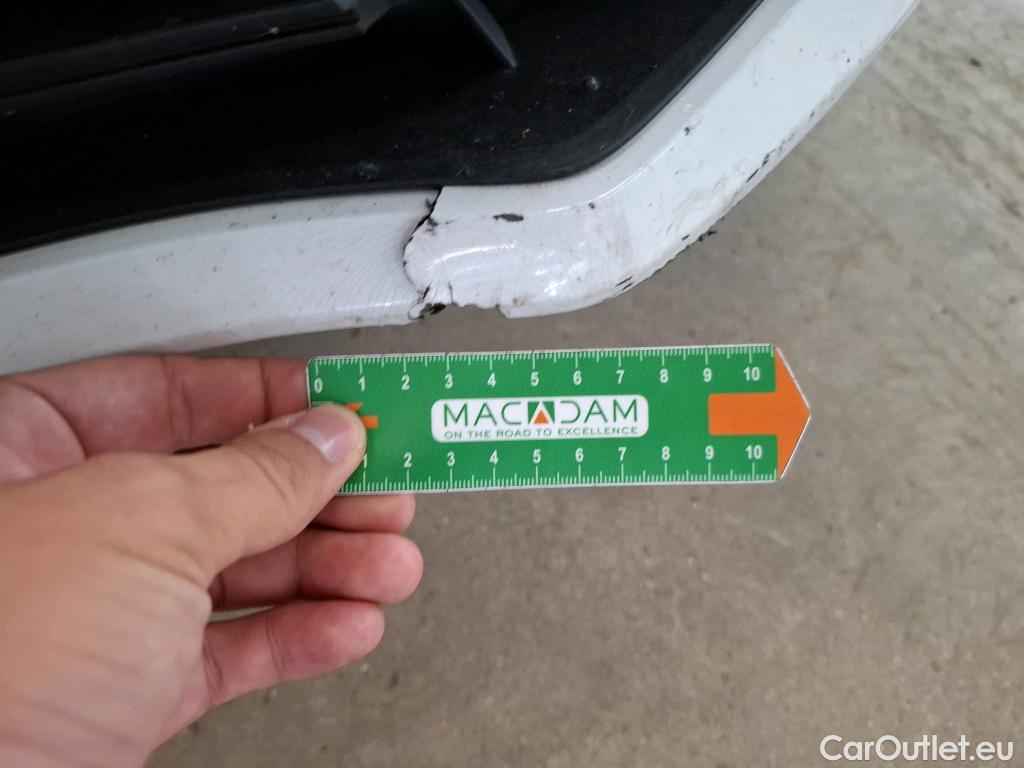 0 1 2 3 4 5 6 7 8 9 10
MACADAM
ON THE ROAD TO EXCELLENCE
1 2 3 4 5 6 7 8 9 10
CarOutlet.eu